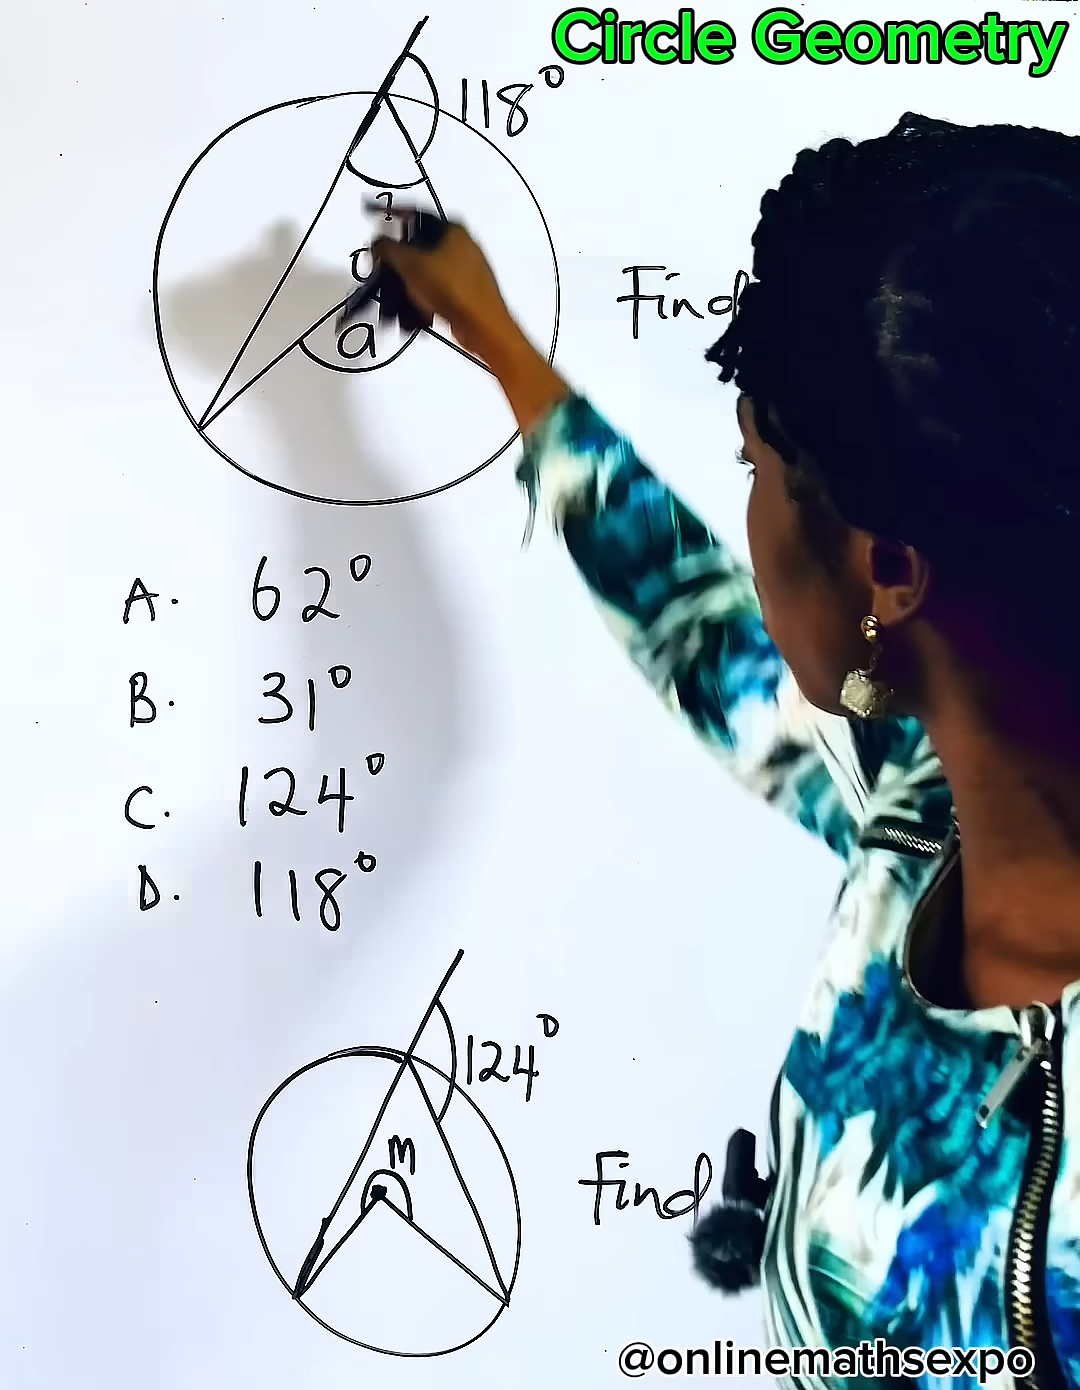 Circle Geometry
118°
?
O
a
Find
A. 62°
B. 31°
C. 124°
D. 118°
124°
m
Find
@onlinemathsexpo